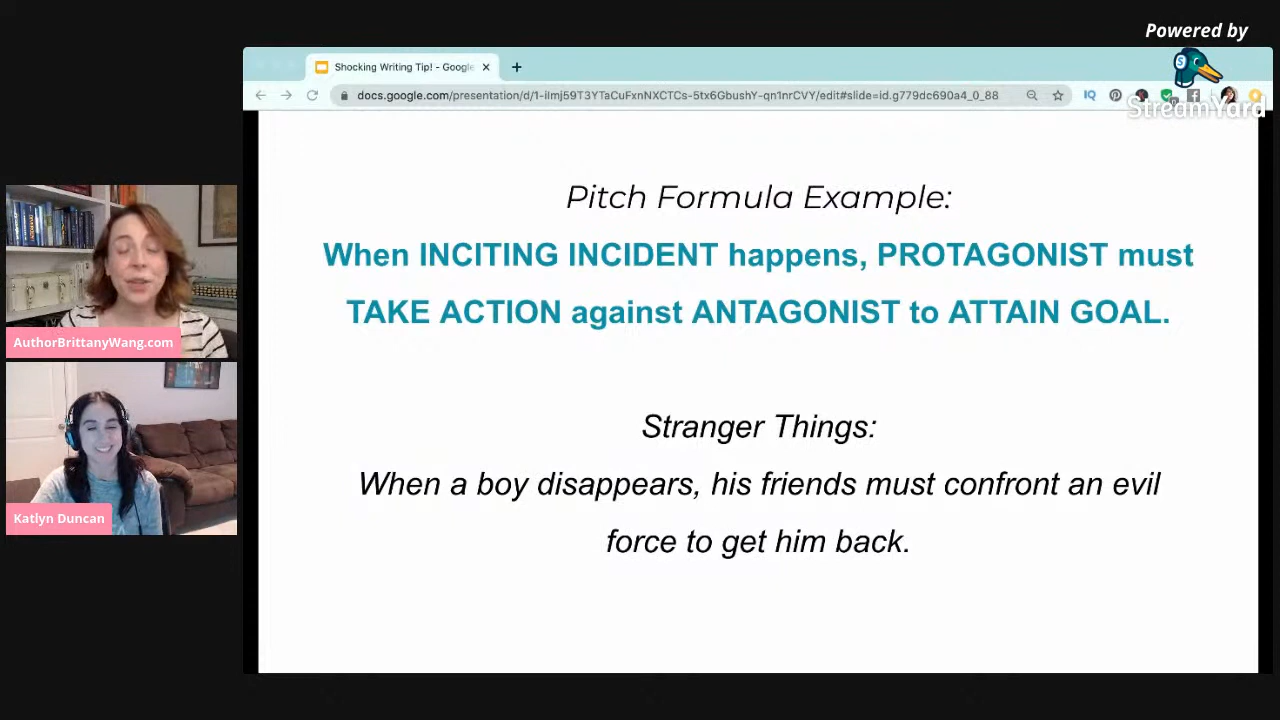 Powered by
StreamYard
Shocking Writing Tip! - Google
docs.google.com/presentation/d/1-iImj59T3YTaCuFxnNXCTCs-5tx6GbushY-qn1nrCVY/edit#slide=id.g779dc690a4_0_88
IQ
Pitch Formula Example:
When INCITING INCIDENT happens, PROTAGONIST must
TAKE ACTION against ANTAGONIST to ATTAIN GOAL.
Stranger Things:
When a boy disappears, his friends must confront an evil
force to get him back.
AuthorBrittanyWang.com
Katlyn Duncan